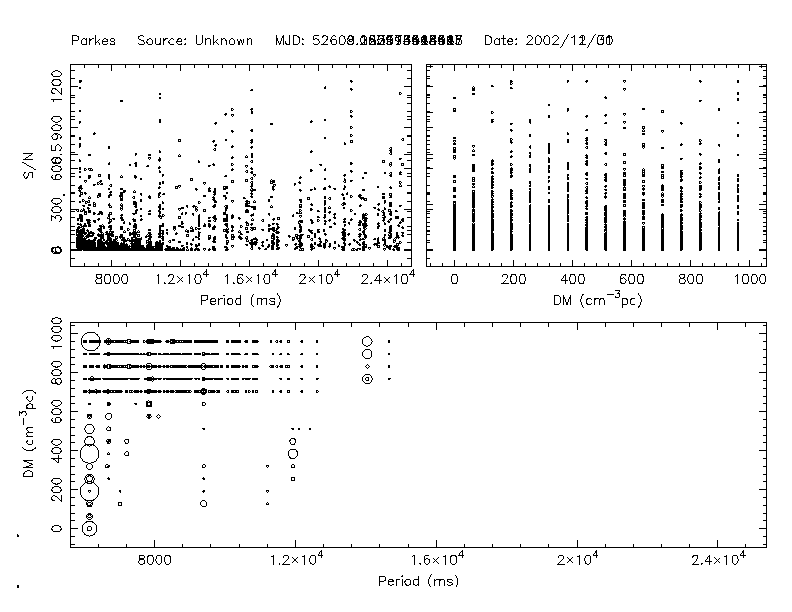 Parkes Source: Unknown MJD: 52609. Date: 2002/12/01
1200
900
600
300
0
S/N
8000 1.2×10⁴ 1.6×10⁴ 2×10⁴ 2.4×10⁴
Period (ms)
0 200 400 600 800 1000
DM (cm⁻³pc)
1000
800
600
400
200
0
DM (cm⁻³pc)
8000 1.2×10⁴ 1.6×10⁴ 2×10⁴ 2.4×10⁴
Period (ms)